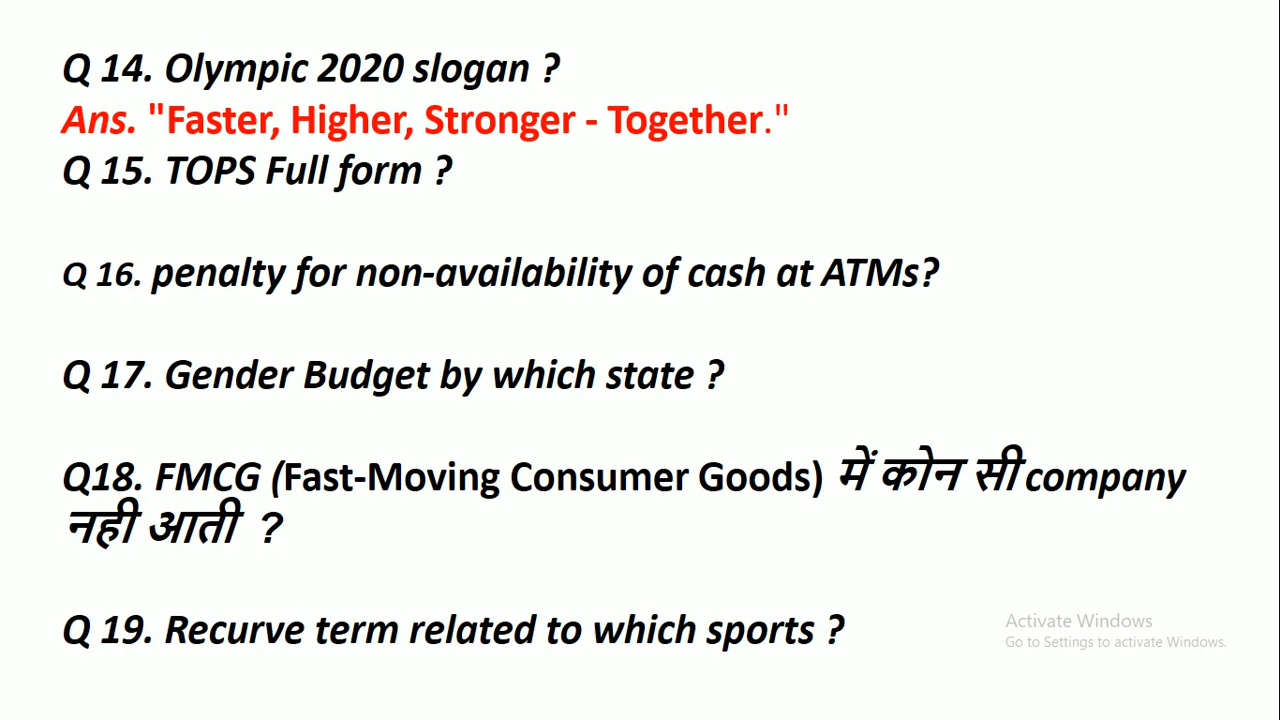 Q 14. Olympic 2020 slogan ?
Ans. "Faster, Higher, Stronger - Together."
Q 15. TOPS Full form ?
Q 16. penalty for non-availability of cash at ATMs?
Q 17. Gender Budget by which state ?
Q18. FMCG (Fast-Moving Consumer Goods) में कोन सी company
नही आती ?
Q 19. Recurve term related to which sports ?
Activate Windows
Go to Settings to activate Windows.